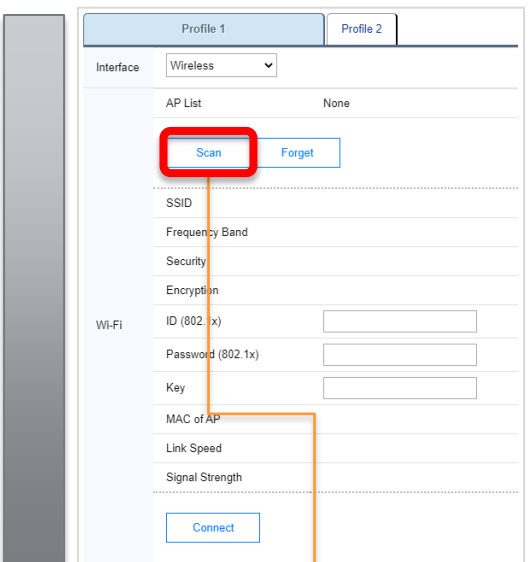 Profile 1
Profile 2
Interface
Wireless
AP List
None
Scan
Forget
SSID
Frequency Band
Security
Encryption
Wi-Fi
ID (802.1x)
Password (802.1x)
Key
MAC of AP
Link Speed
Signal Strength
Connect